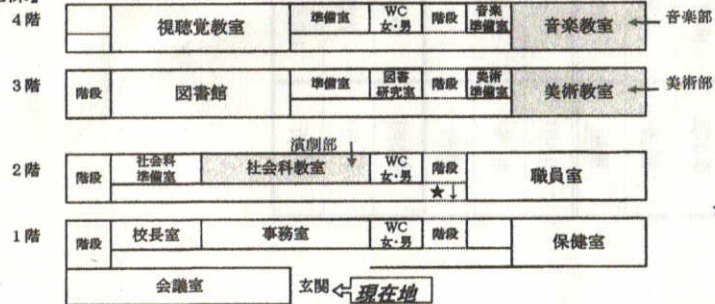 4階
視聴覚教室
準備室
WC
女・男
階段
音楽
準備室
音楽教室
音楽部
3階
階段
図書館
準備室
図書
研究室
階段
美術
準備室
美術教室
美術部
演劇部
2階
階段
社会科
準備室
社会科教室
WC
女・男
階段
★↓
職員室
1階
階段
校長室
事務室
WC
女・男
階段
保健室
会議室
玄関
現在地